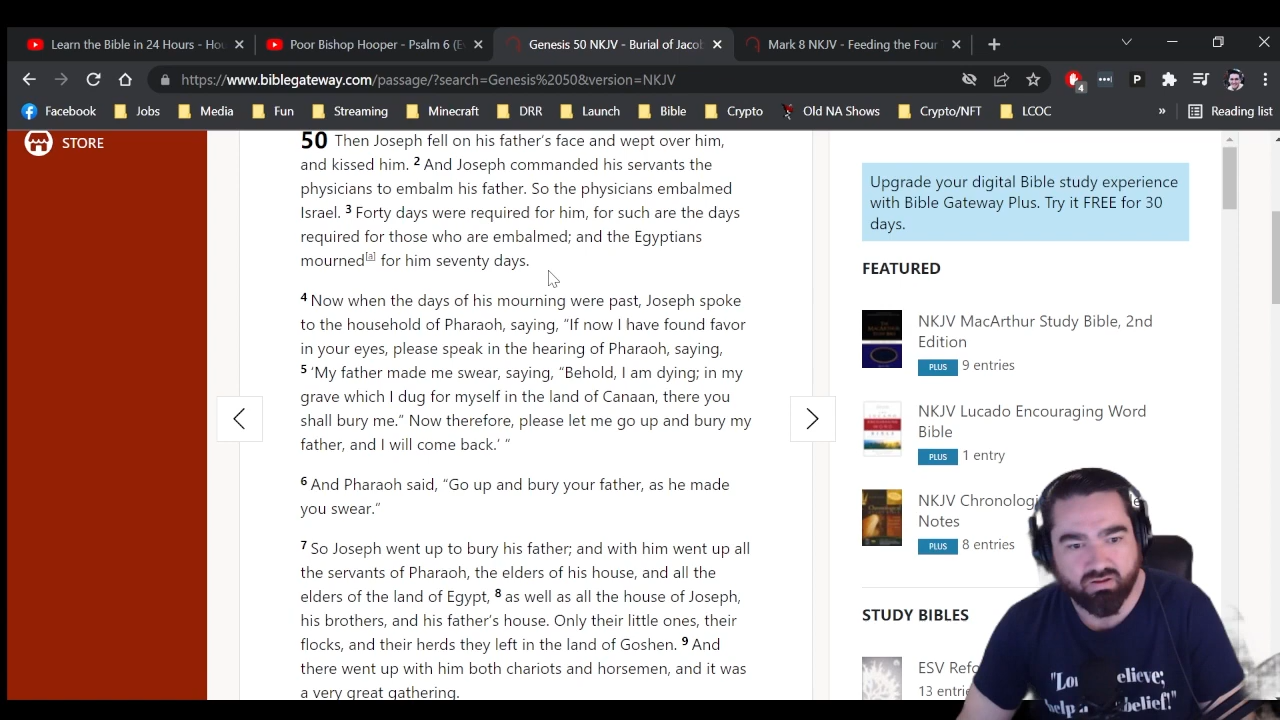 Learn the Bible in 24 Hours - Hou
Poor Bishop Hooper - Psalm 6 (E
Genesis 50 NKJV - Burial of Jacob
Mark 8 NKJV - Feeding the Four T
https://www.biblegateway.com/passage/?search=Genesis%2050&version=NKJV
4
P
Facebook
Jobs
Media
Fun
Streaming
Minecraft
DRR
Launch
Bible
Crypto
Old NA Shows
Crypto/NFT
LCOC
»
Reading list
STORE
50 Then Joseph fell on his father's face and wept over him,
and kissed him. 2 And Joseph commanded his servants the
physicians to embalm his father. So the physicians embalmed
Israel. 3 Forty days were required for him, for such are the days
required for those who are embalmed; and the Egyptians
mourned[a] for him seventy days.
4 Now when the days of his mourning were past, Joseph spoke
to the household of Pharaoh, saying, “If now I have found favor
in your eyes, please speak in the hearing of Pharaoh, saying,
5 ‘My father made me swear, saying, “Behold, I am dying; in my
grave which I dug for myself in the land of Canaan, there you
shall bury me.” Now therefore, please let me go up and bury my
father, and I will come back.’ “
6 And Pharaoh said, “Go up and bury your father, as he made
you swear.”
7 So Joseph went up to bury his father; and with him went up all
the servants of Pharaoh, the elders of his house, and all the
elders of the land of Egypt, 8 as well as all the house of Joseph,
his brothers, and his father's house. Only their little ones, their
flocks, and their herds they left in the land of Goshen. 9 And
there went up with him both chariots and horsemen, and it was
a very great gathering.
Upgrade your digital Bible study experience
with Bible Gateway Plus. Try it FREE for 30
days.
FEATURED
NKJV MacArthur Study Bible, 2nd
Edition
PLUS 9 entries
NKJV Lucado Encouraging Word
Bible
PLUS 1 entry
NKJV
Notes
PLUS 8 entries
STUDY BIBLES
ESV
13
help